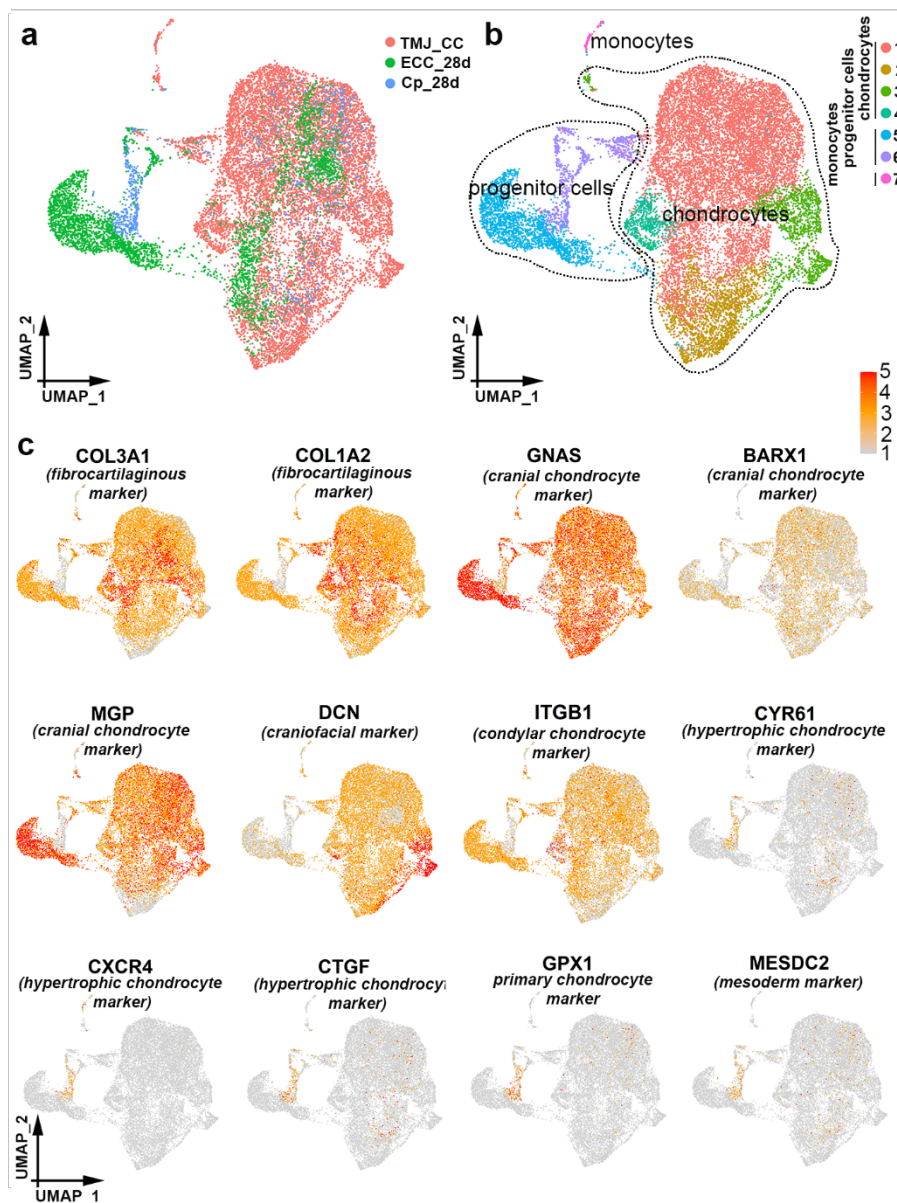 a
TMJ_CC
ECC_28d
Cp_28d
UMAP_2
UMAP_1
b
monocytes
progenitor cells
chondrocytes
UMAP_2
UMAP_1
monocytes
progenitor cells
chondrocytes
5
6
5
4
3
2
1
c
COL3A1
(fibrocartilaginous
marker)
COL1A2
(fibrocartilaginous
marker)
GNAS
(cranial chondrocyte
marker)
BARX1
(cranial chondrocyte
marker)
MGP
(cranial chondrocyte
marker)
DCN
(craniofacial marker)
ITGB1
(condylar chondrocyte
marker)
CYR61
(hypertrophic chondrocyte
marker)
CXCR4
(hypertrophic chondrocyte
marker)
CTGF
(hypertrophic chondrocyt
marker)
GPX1
primary chondrocyte
marker
MESDC2
(mesoderm marker)
UMAP_2
UMAP_1